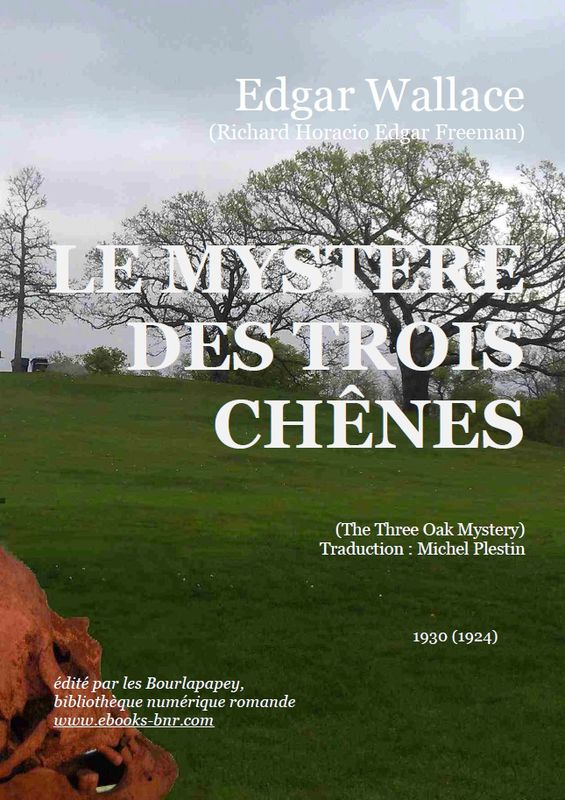 Edgar Wallace
(Richard Horacio Edgar Freeman)
LE MYSTÈRE
DES TROIS
CHÊNES
(The Three Oak Mystery)
Traduction : Michel Plestin
1930 (1924)
édité par les Bourlapapey,
bibliothèque numérique romande
www.ebooks-bnr.com